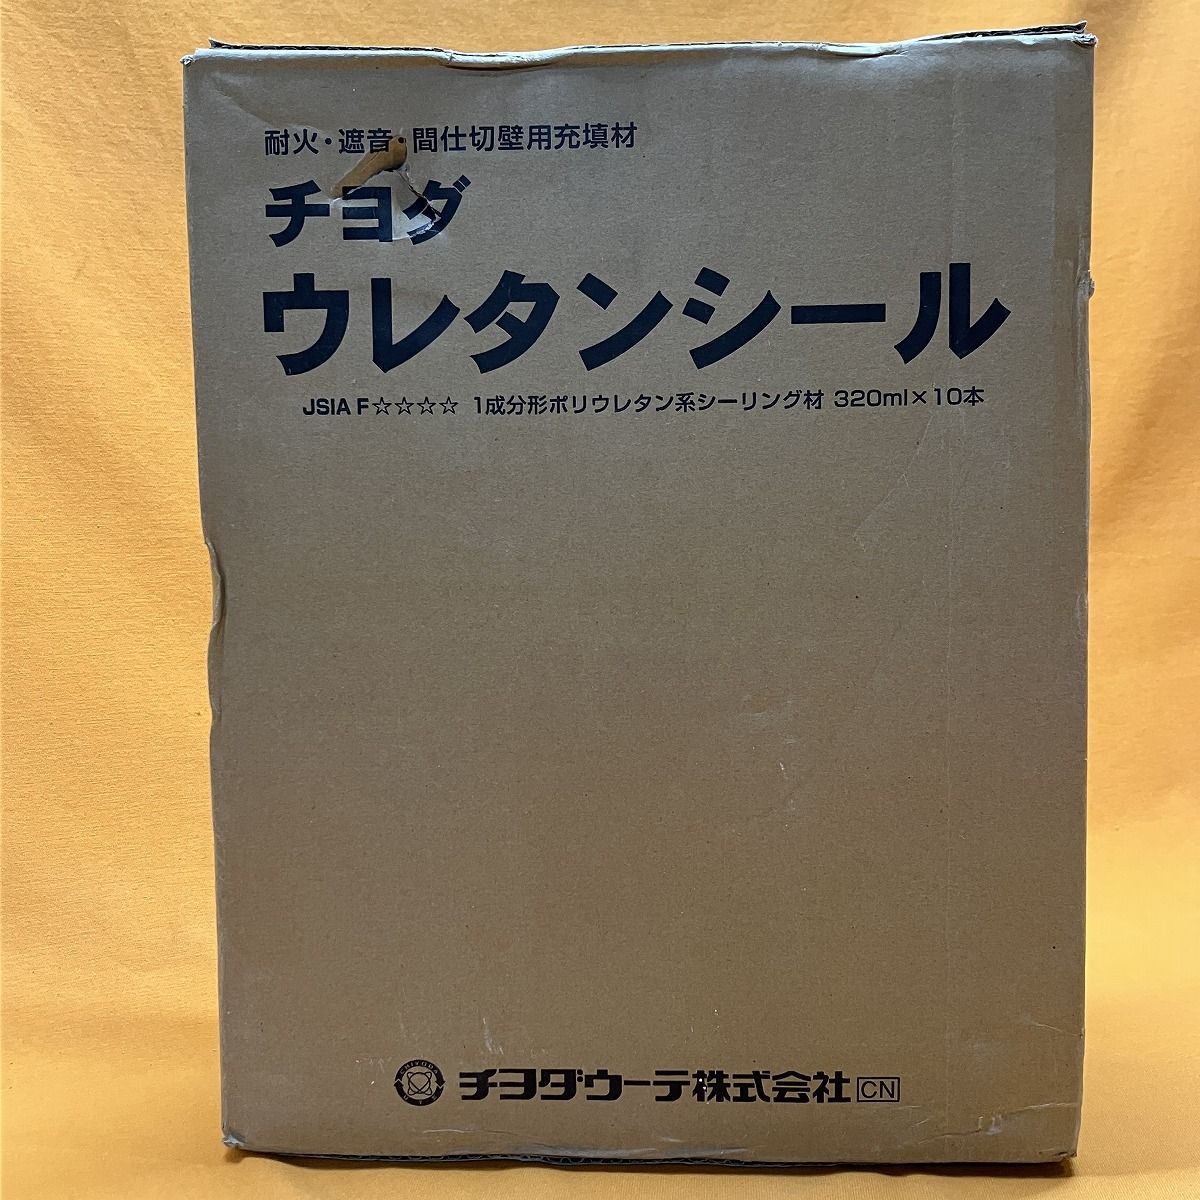 耐火・遮音・間仕切壁用充填材
チヨダ
ウレタンシール
JSIA F☆☆☆☆ 1成分形ポリウレタン系シーリング材 320ml×10本
CHIYODA
チヨダウーテ株式会社 CN